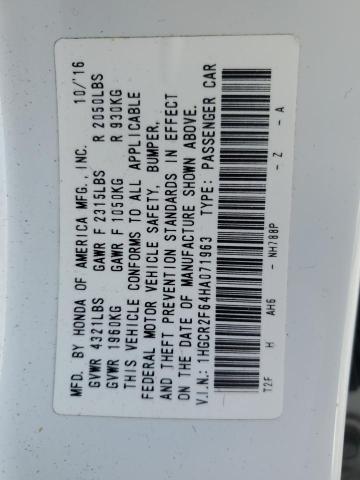 MFD. BY HONDA OF AMERICA MFG., INC. 10/'16
GVWR 4321LBS GAWR F 2315LBS R 2050LBS
GVWR 1960KG GAWR F 1050KG R 930KG
THIS VEHICLE CONFORMS TO ALL APPLICABLE
FEDERAL MOTOR VEHICLE SAFETY, BUMPER,
AND THEFT PREVENTION STANDARDS IN EFFECT
ON THE DATE OF MANUFACTURE SHOWN ABOVE.
V.I.N.: 1HGCR2F64HA071963 TYPE: PASSENGER CAR
T2F H AH6 - NH788P - Z - A